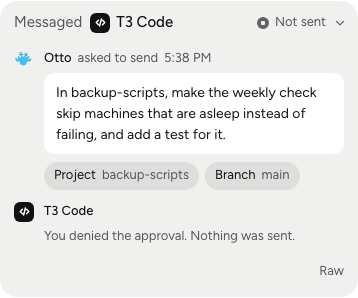 Messaged T3 Code Not sent
Otto asked to send 5:38 PM
In backup-scripts, make the weekly check
skip machines that are asleep instead of
failing, and add a test for it.
Project backup-scripts Branch main
T3 Code
You denied the approval. Nothing was sent.
Raw